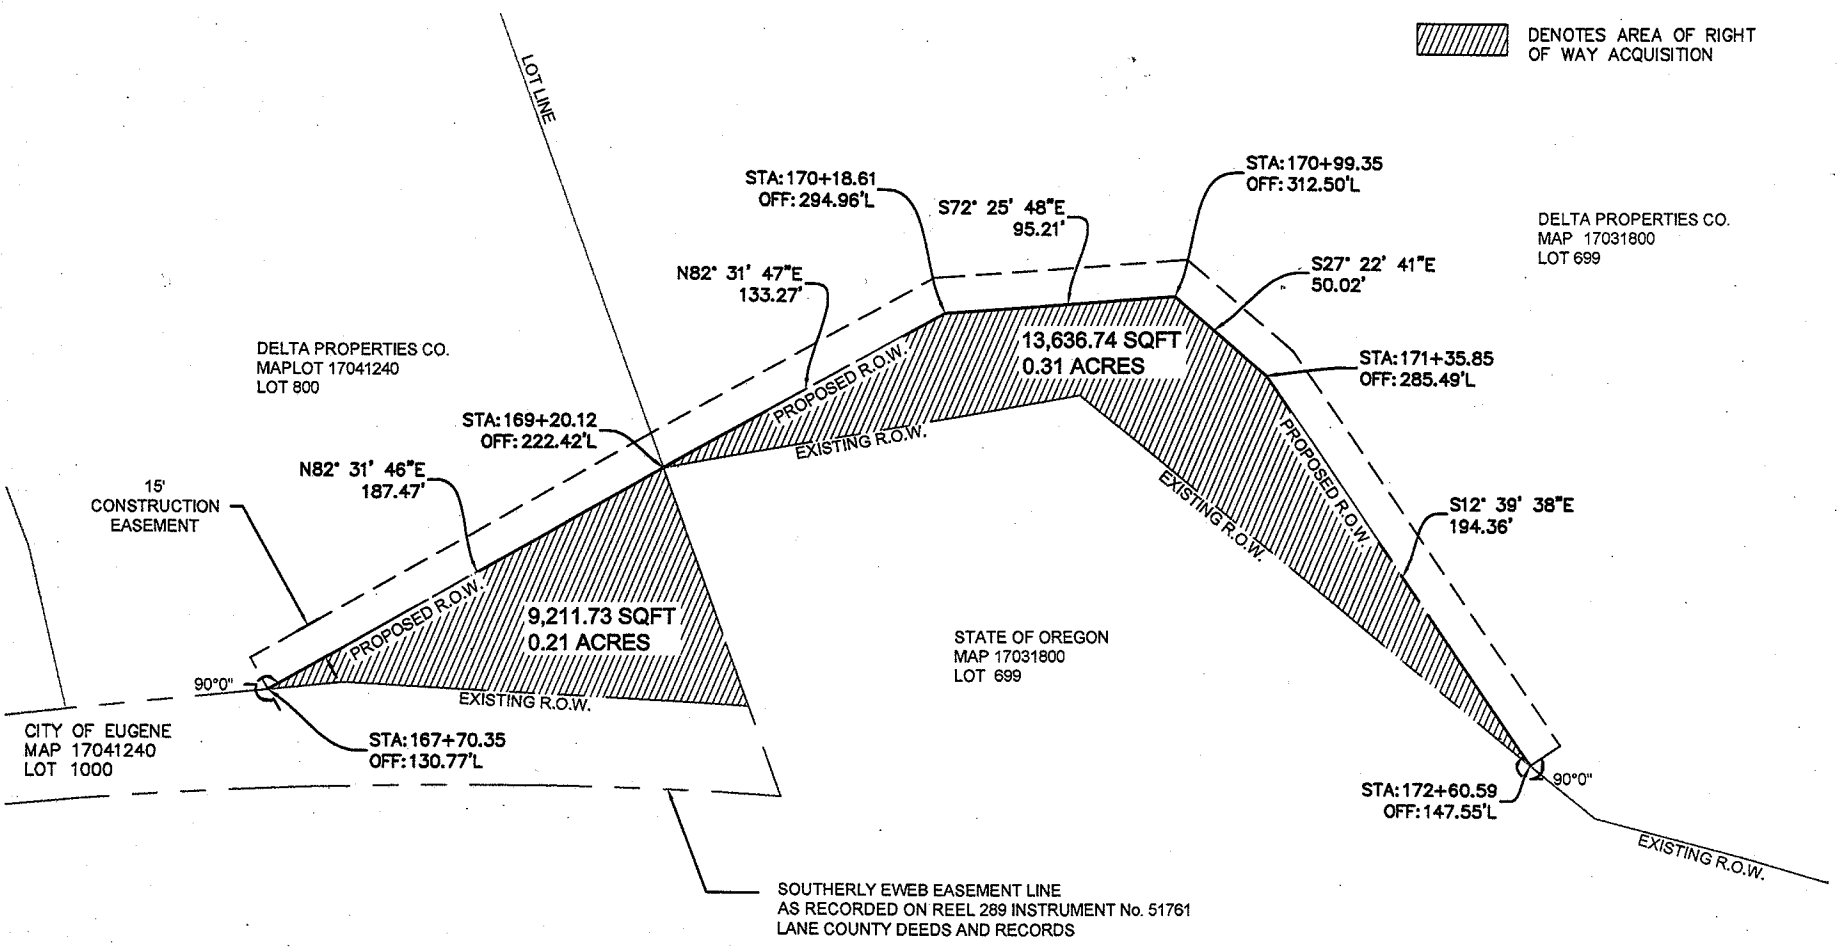 DENOTES AREA OF RIGHT
OF WAY ACQUISITION
LOT LINE
STA:170+99.35
OFF:312.50'L
STA:170+18.61
OFF:294.96'L
S72° 25' 48"E
95.21'
DELTA PROPERTIES CO.
MAP 17031800
LOT 699
S27° 22' 41"E
50.02'
N82° 31' 47"E
133.27'
13,636.74 SQFT
0.31 ACRES
DELTA PROPERTIES CO.
MAPLOT 17041240
LOT 800
STA:171+35.85
OFF:285.49'L
PROPOSED R.O.W.
STA:169+20.12
OFF:222.42'L
EXISTING R.O.W.
PROPOSED R.O.W.
N82° 31' 46"E
187.47'
15'
CONSTRUCTION
EASEMENT
EXISTING R.O.W.
S12° 39' 38"E
194.36'
PROPOSED R.O.W.
9,211.73 SQFT
0.21 ACRES
STATE OF OREGON
MAP 17031800
LOT 699
90°0"
EXISTING R.O.W.
CITY OF EUGENE
MAP 17041240
LOT 1000
STA:167+70.35
OFF:130.77'L
90°0"
STA:172+60.59
OFF:147.55'L
EXISTING R.O.W.
SOUTHERLY EWEB EASEMENT LINE
AS RECORDED ON REEL 289 INSTRUMENT No. 51761
LANE COUNTY DEEDS AND RECORDS